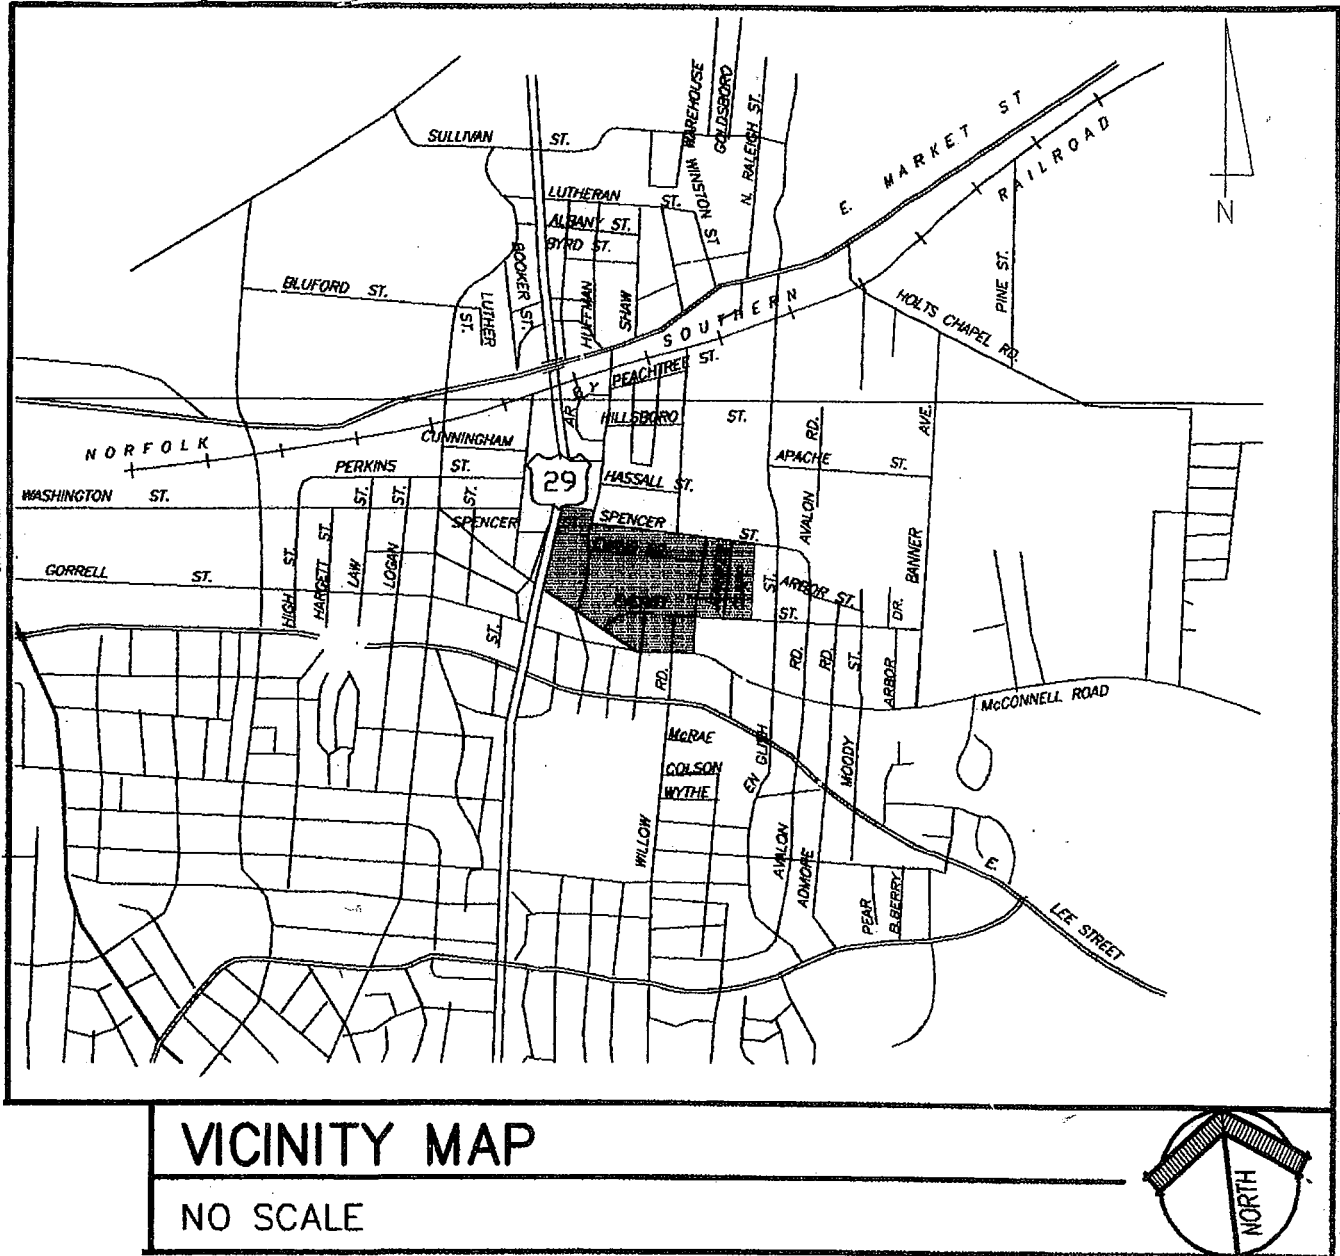 WAREHOUSE
GOLDSBORO
N. RALEIGH ST.
WINSTON ST
E. MARKET ST
RAILROAD
SULLIVAN ST.
LUTHERAN ST.
ALBANY ST.
BYRD ST.
BOOKER ST.
N
BLUFORD ST.
LUTHER ST.
HUFFMAN
SHAW
SOUTHERN
PINE ST.
HOLTS CHAPEL RD.
PEACHTREE ST.
HILLSBORO ST.
NORFOLK
CUNNINGHAM
PERKINS ST.
AVALON RD.
BANNER AVE.
APACHE ST.
WASHINGTON ST.
29
HASSALL ST.
SPENCER
SPENCER ST.
HIGH ST.
HARGETT ST
LAW ST.
LOGAN ST.
ST.
GORRELL ST.
ST.
ARBOR ST.
ST.
ARBOR DR.
ST.
RD.
RD.
RD.
ST.
McCONNELL ROAD
McRAE
COLSON
WYTHE
WILLOW
ENGLISH
MOODY
AVALON
ADMORE
PEAR
B.BERRY
E. LEE STREET
VICINITY MAP
NO SCALE
NORTH